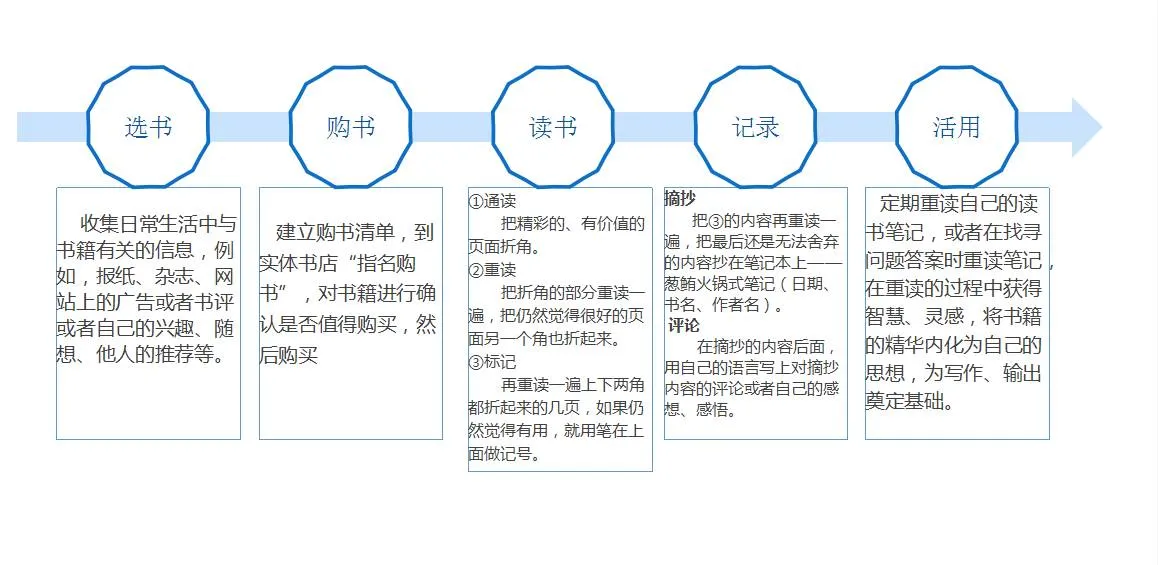 选书
购书
读书
记录
活用
收集日常生活中与
书籍有关的信息，例
如，报纸、杂志、网
站上的广告或者书评
或者自己的兴趣、随
想、他人的推荐等。
建立购书清单，到
实体书店“指名购
书”，对书籍进行确
认是否值得购买，然
后购买
①通读
把精彩的、有价值的
页面折角。
②重读
把折角的部分重读一
遍，把仍然觉得很好的页
面另一个角也折起来。
③标记
再重读一遍上下两角
都折起来的几页，如果仍
然觉得有用，就用笔在上
面做记号。
摘抄
把③的内容再重读一
遍，把最后还是无法舍弃
的内容抄在笔记本上——
葱鲔火锅式笔记（日期、
书名、作者名）。
评论
在摘抄的内容后面，
用自己的语言写上对摘抄
内容的评论或者自己的感
想、感悟。
定期重读自己的读
书笔记，或者在找寻
问题答案时重读笔记，
在重读的过程中获得
智慧、灵感，将书籍
的精华内化为自己的
思想，为写作、输出
奠定基础。